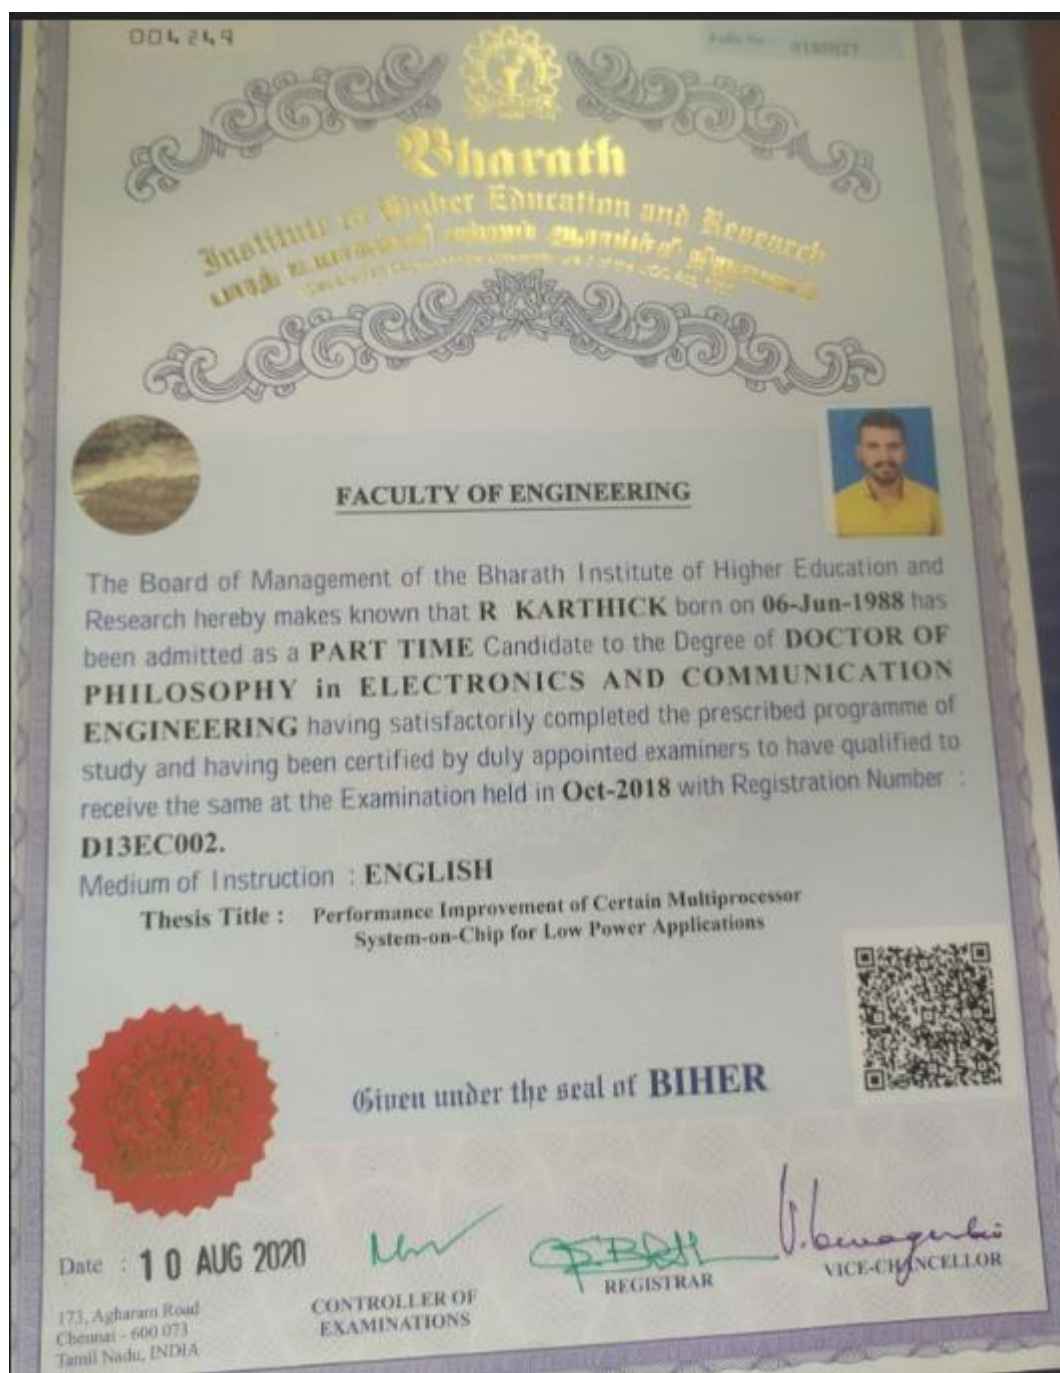 004249
Folio No. :
Bharath
Institute of Higher Education and Research
FACULTY OF ENGINEERING
The Board of Management of the Bharath Institute of Higher Education and
Research hereby makes known that R KARTHICK born on 06-Jun-1988 has
been admitted as a PART TIME Candidate to the Degree of DOCTOR OF
PHILOSOPHY in ELECTRONICS AND COMMUNICATION
ENGINEERING having satisfactorily completed the prescribed programme of
study and having been certified by duly appointed examiners to have qualified to
receive the same at the Examination held in Oct-2018 with Registration Number :
D13EC002.
Medium of Instruction : ENGLISH
Thesis Title : Performance Improvement of Certain Multiprocessor
System-on-Chip for Low Power Applications
Given under the seal of BIHER
Date : 10 AUG 2020
173, Agharam Road
Chennai - 600 073
Tamil Nadu, INDIA
CONTROLLER OF
EXAMINATIONS
REGISTRAR
VICE-CHANCELLOR